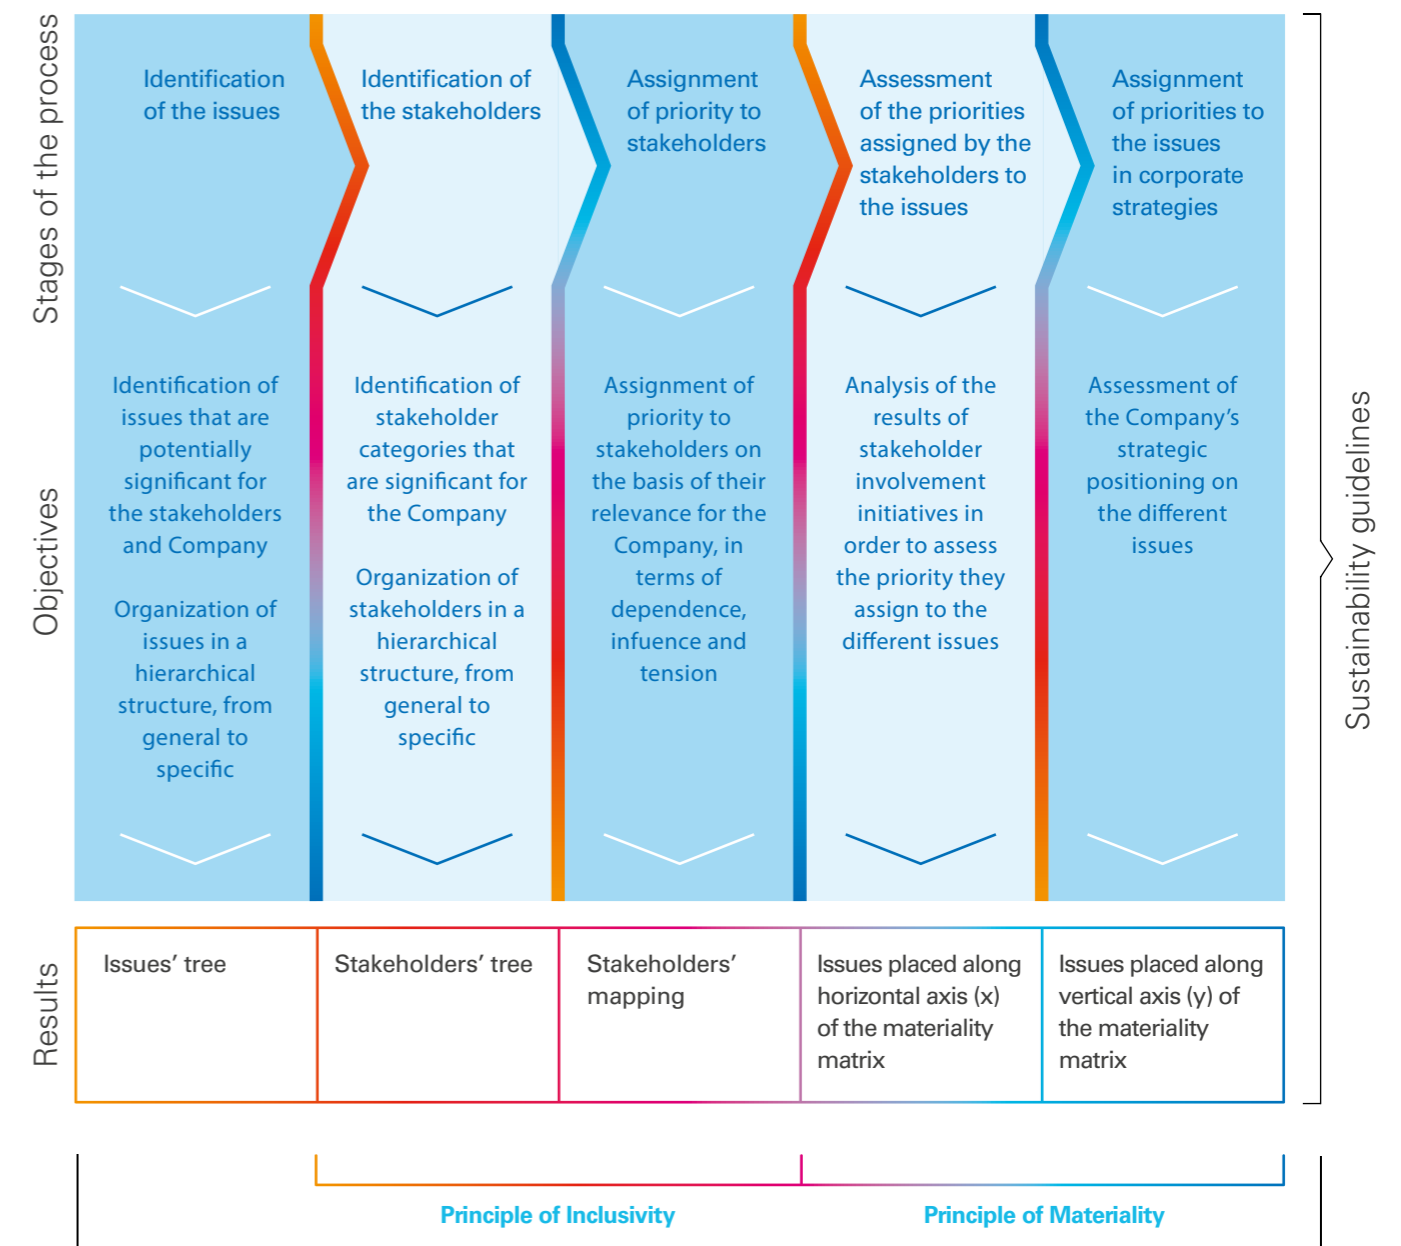 Stages of the process
Identification
of the issues
Identification of
the stakeholders
Assignment
of priority to
stakeholders
Assessment
of the priorities
assigned by the
stakeholders to
the issues
Assignment
of priorities to
the issues
in corporate
strategies
Objectives
Identification of
issues that are
potentially
significant for
the stakeholders
and Company
Organization of
issues in a
hierarchical
structure, from
general to
specific
Identification of
stakeholder
categories that
are significant for
the Company
Organization of
stakeholders in a
hierarchical
structure, from
general to
specific
Assignment of
priority to
stakeholders on
the basis of their
relevance for the
Company, in
terms of
dependence,
infuence and
tension
Analysis of the
results of
stakeholder
involvement
initiatives in
order to assess
the priority they
assign to the
different issues
Assessment of
the Company’s
strategic
positioning on
the different
issues
Results
Issues’ tree
Stakeholders’ tree
Stakeholders’
mapping
Issues placed along
horizontal axis (x)
of the materiality
matrix
Issues placed along
vertical axis (y) of
the materiality
matrix
Sustainability guidelines
Principle of Inclusivity
Principle of Materiality